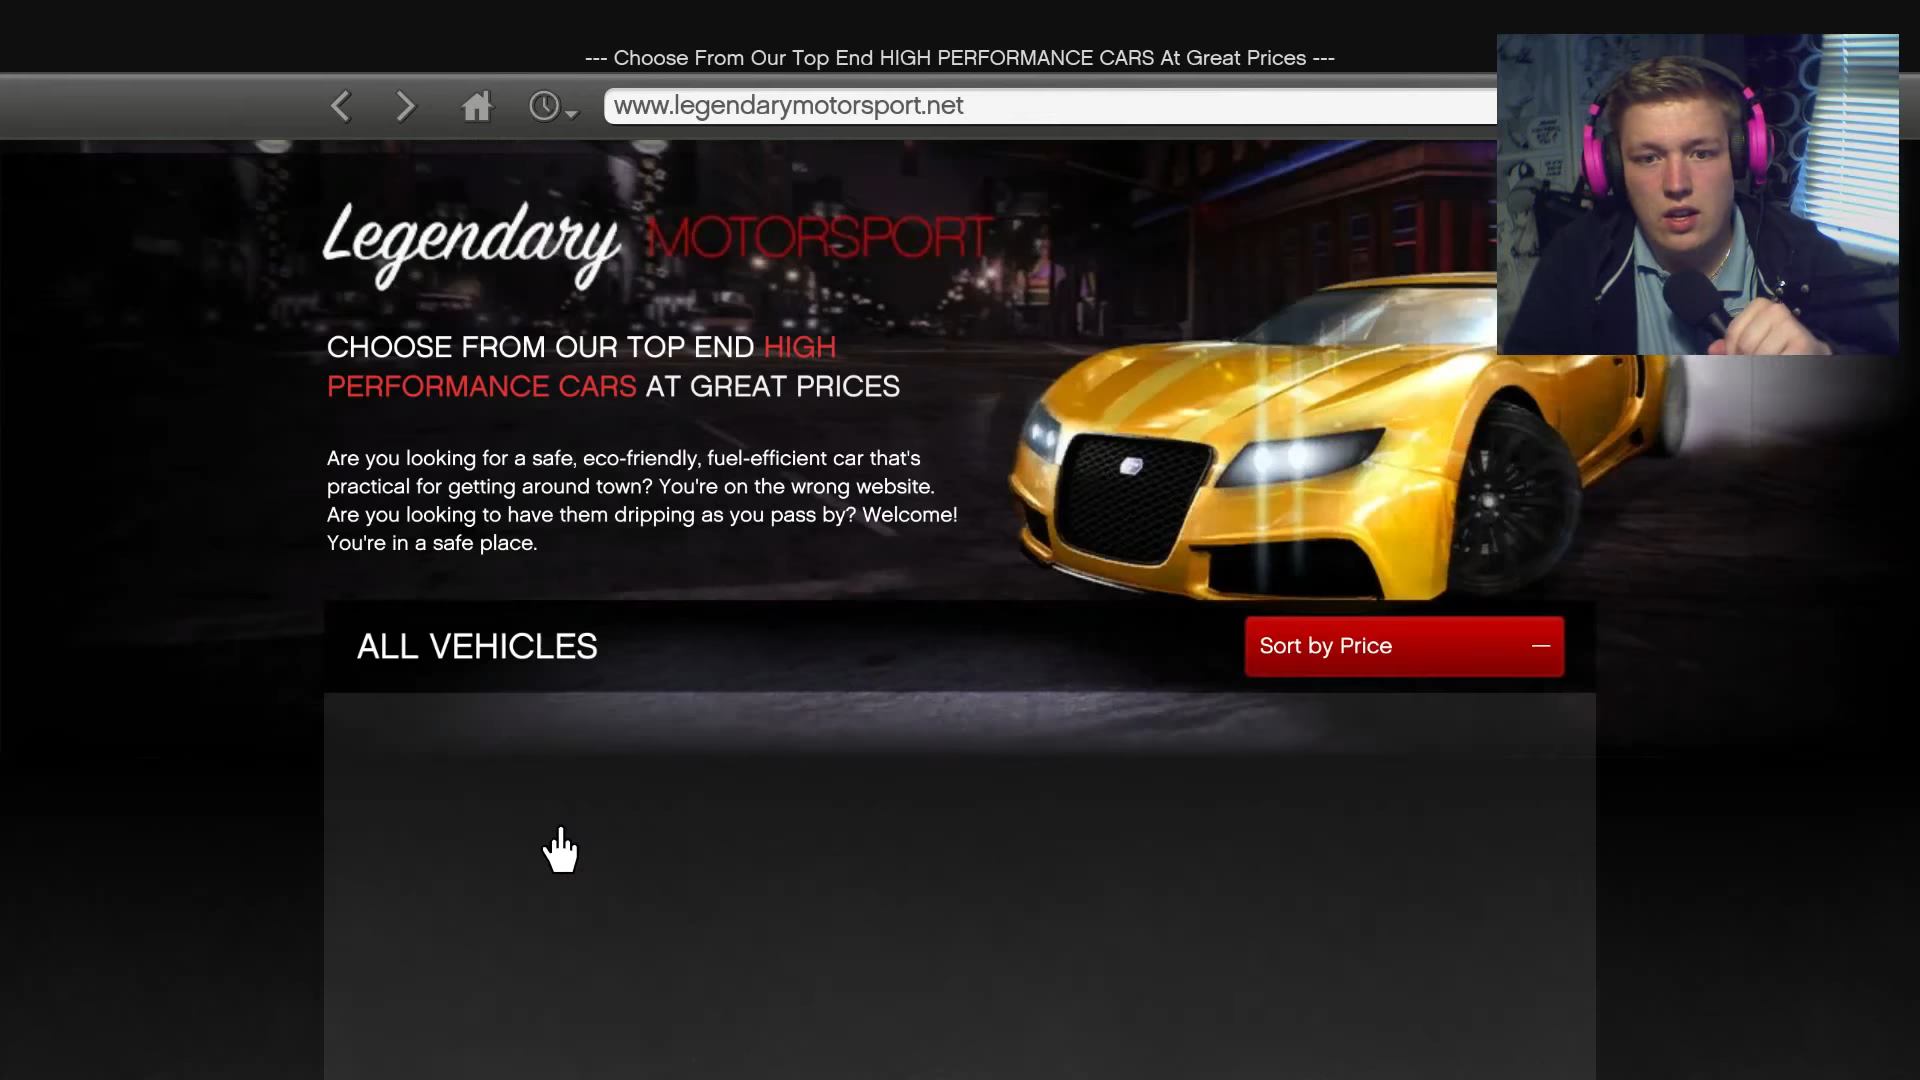 --- Choose From Our Top End HIGH PERFORMANCE CARS At Great Prices ---
www.legendarymotorsport.net
Legendary MOTORSPORT
CHOOSE FROM OUR TOP END HIGH
PERFORMANCE CARS AT GREAT PRICES
Are you looking for a safe, eco-friendly, fuel-efficient car that's
practical for getting around town? You're on the wrong website.
Are you looking to have them dripping as you pass by? Welcome!
You're in a safe place.
ALL VEHICLES
Sort by Price